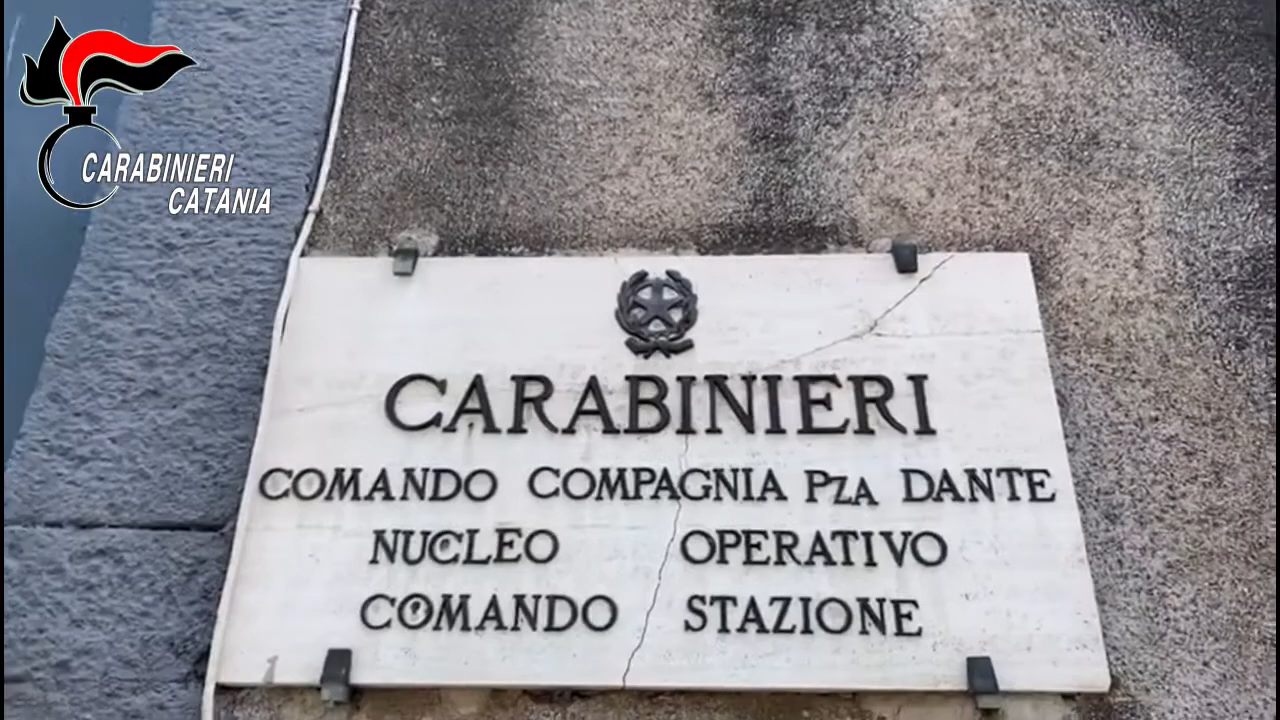 CARABINIERI
CATANIA
CARABINIERI
COMANDO COMPAGNIA PZA DANTE
NUCLEO OPERATIVO
COMANDO STAZIONE